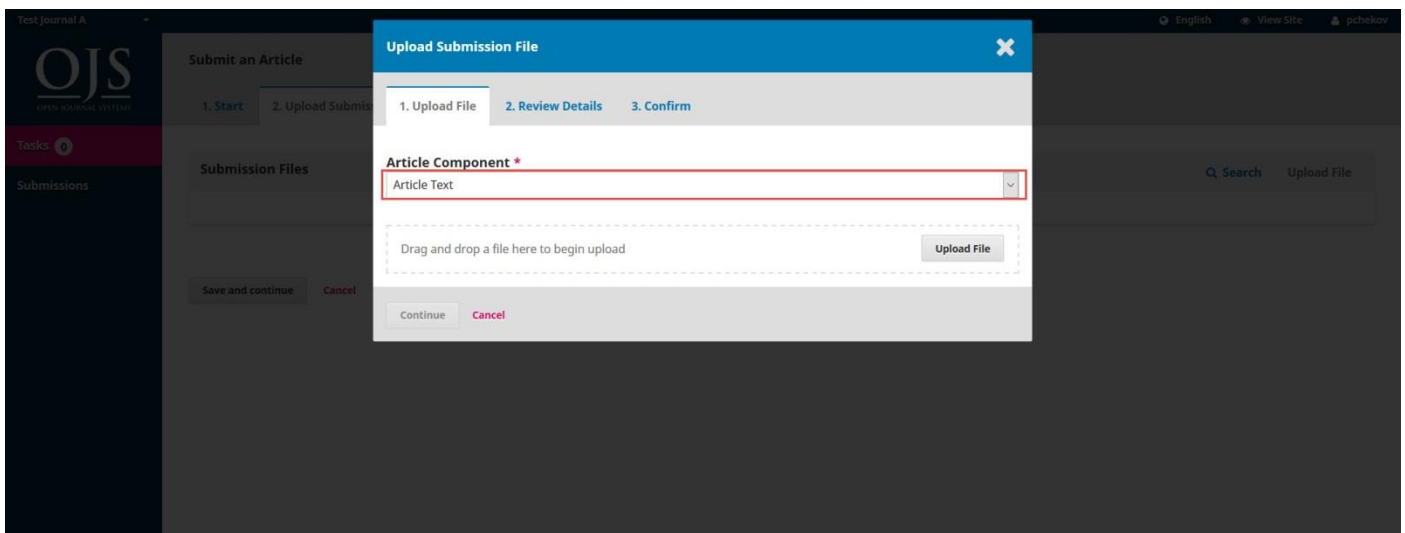 Test Journal A
English
View Site
pchekov
OJS
OPEN JOURNAL SYSTEMS
Tasks 0
Submissions
Submit an Article
1. Start
2. Upload Submis
Submission Files
Search
Upload File
Save and continue
Cancel
Upload Submission File
1. Upload File
2. Review Details
3. Confirm
Article Component *
Article Text
Drag and drop a file here to begin upload
Upload File
Continue
Cancel